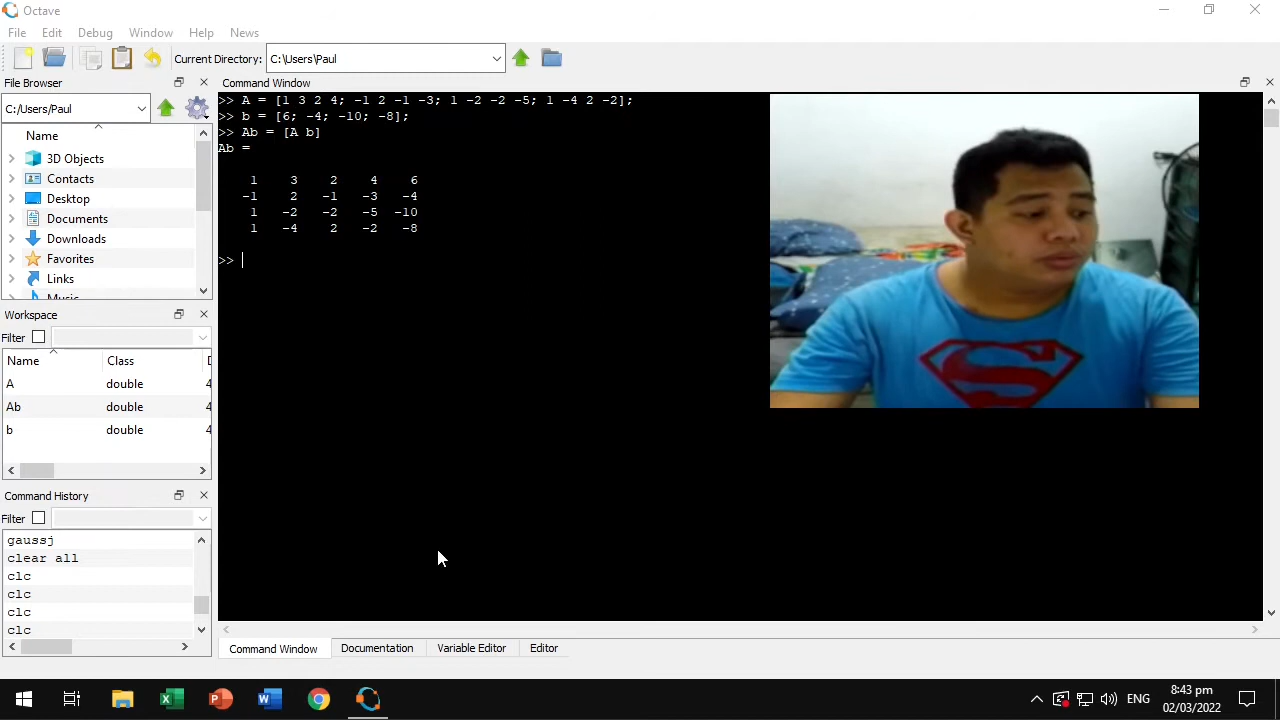 Octave
File Edit Debug Window Help News
Current Directory: C:\Users\Paul
File Browser
C:/Users/Paul
Name
3D Objects
Contacts
Desktop
Documents
Downloads
Favorites
Links
Music
Workspace
Filter
Name Class D
A double 4
Ab double 4
b double 4
Command History
Filter
gaussj
clear all
clc
clc
clc
clc
Command Window
>> A = [1 3 2 4; -1 2 -1 -3; 1 -2 -2 -5; 1 -4 2 -2];
>> b = [6; -4; -10; -8];
>> Ab = [A b]
Ab =
1 3 2 4 6
-1 2 -1 -3 -4
1 -2 -2 -5 -10
1 -4 2 -2 -8
>>
Command Window Documentation Variable Editor Editor
ENG
8:43 pm
02/03/2022